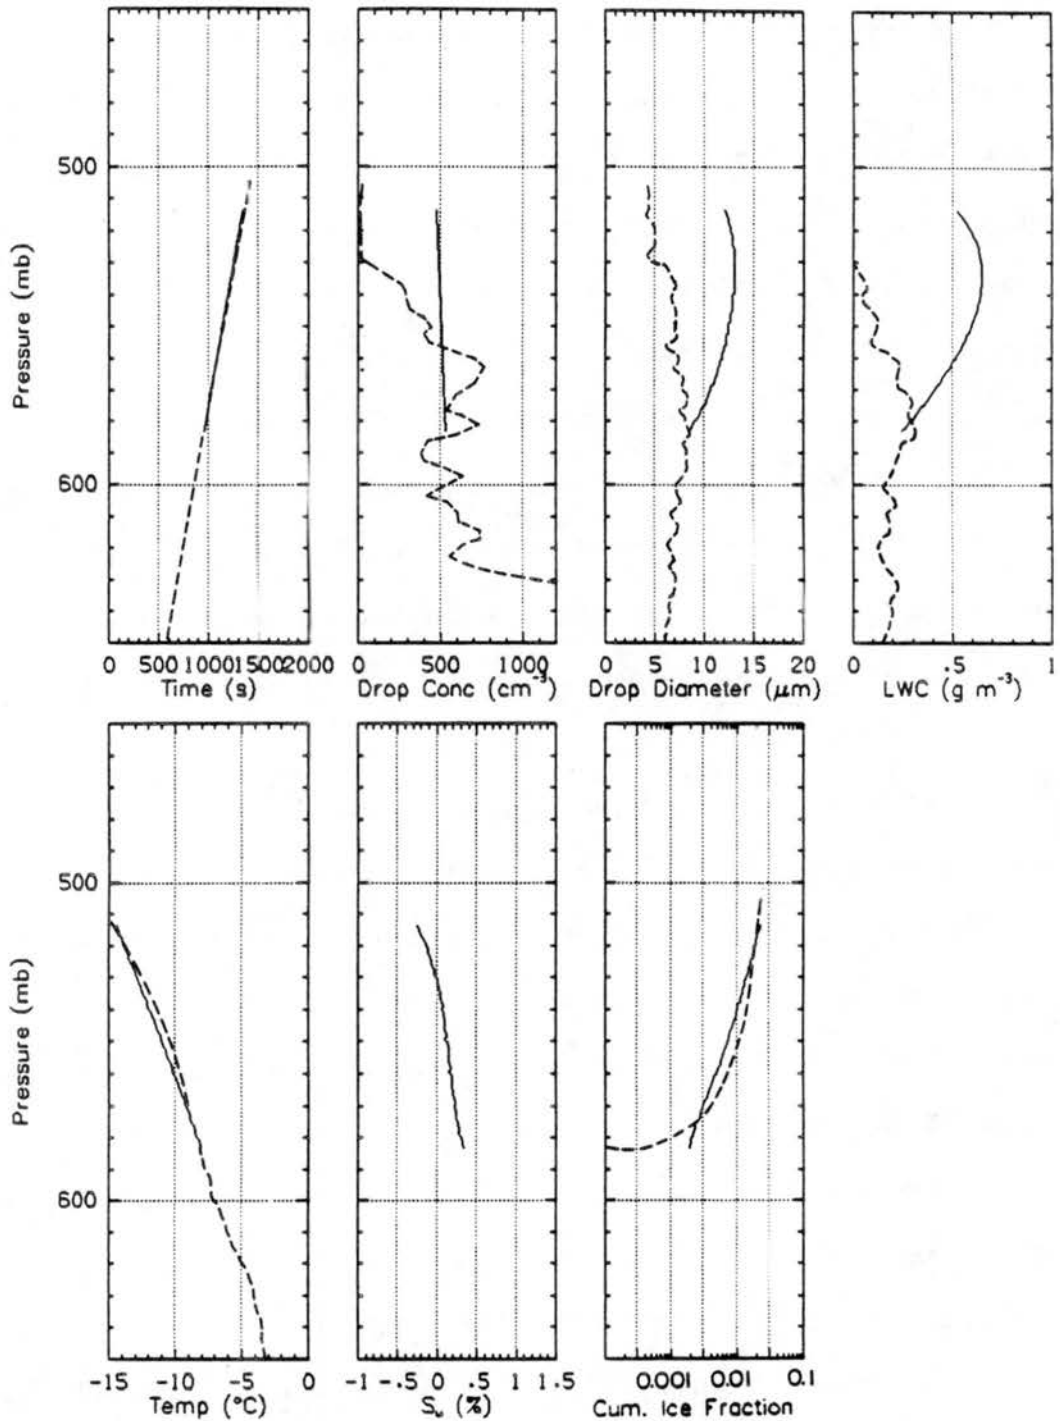 500
600
Pressure (mb)
0 500 1000 1500 2000
Time (s)
0 500 1000
Drop Conc (cm⁻³)
0 5 10 15 20
Drop Diameter (μm)
0 .5 1
LWC (g m⁻³)
500
600
Pressure (mb)
-15 -10 -5 0
Temp (°C)
-1 -.5 0 .5 1 1.5
S𝓌 (%)
0.001 0.01 0.1
Cum. Ice Fraction